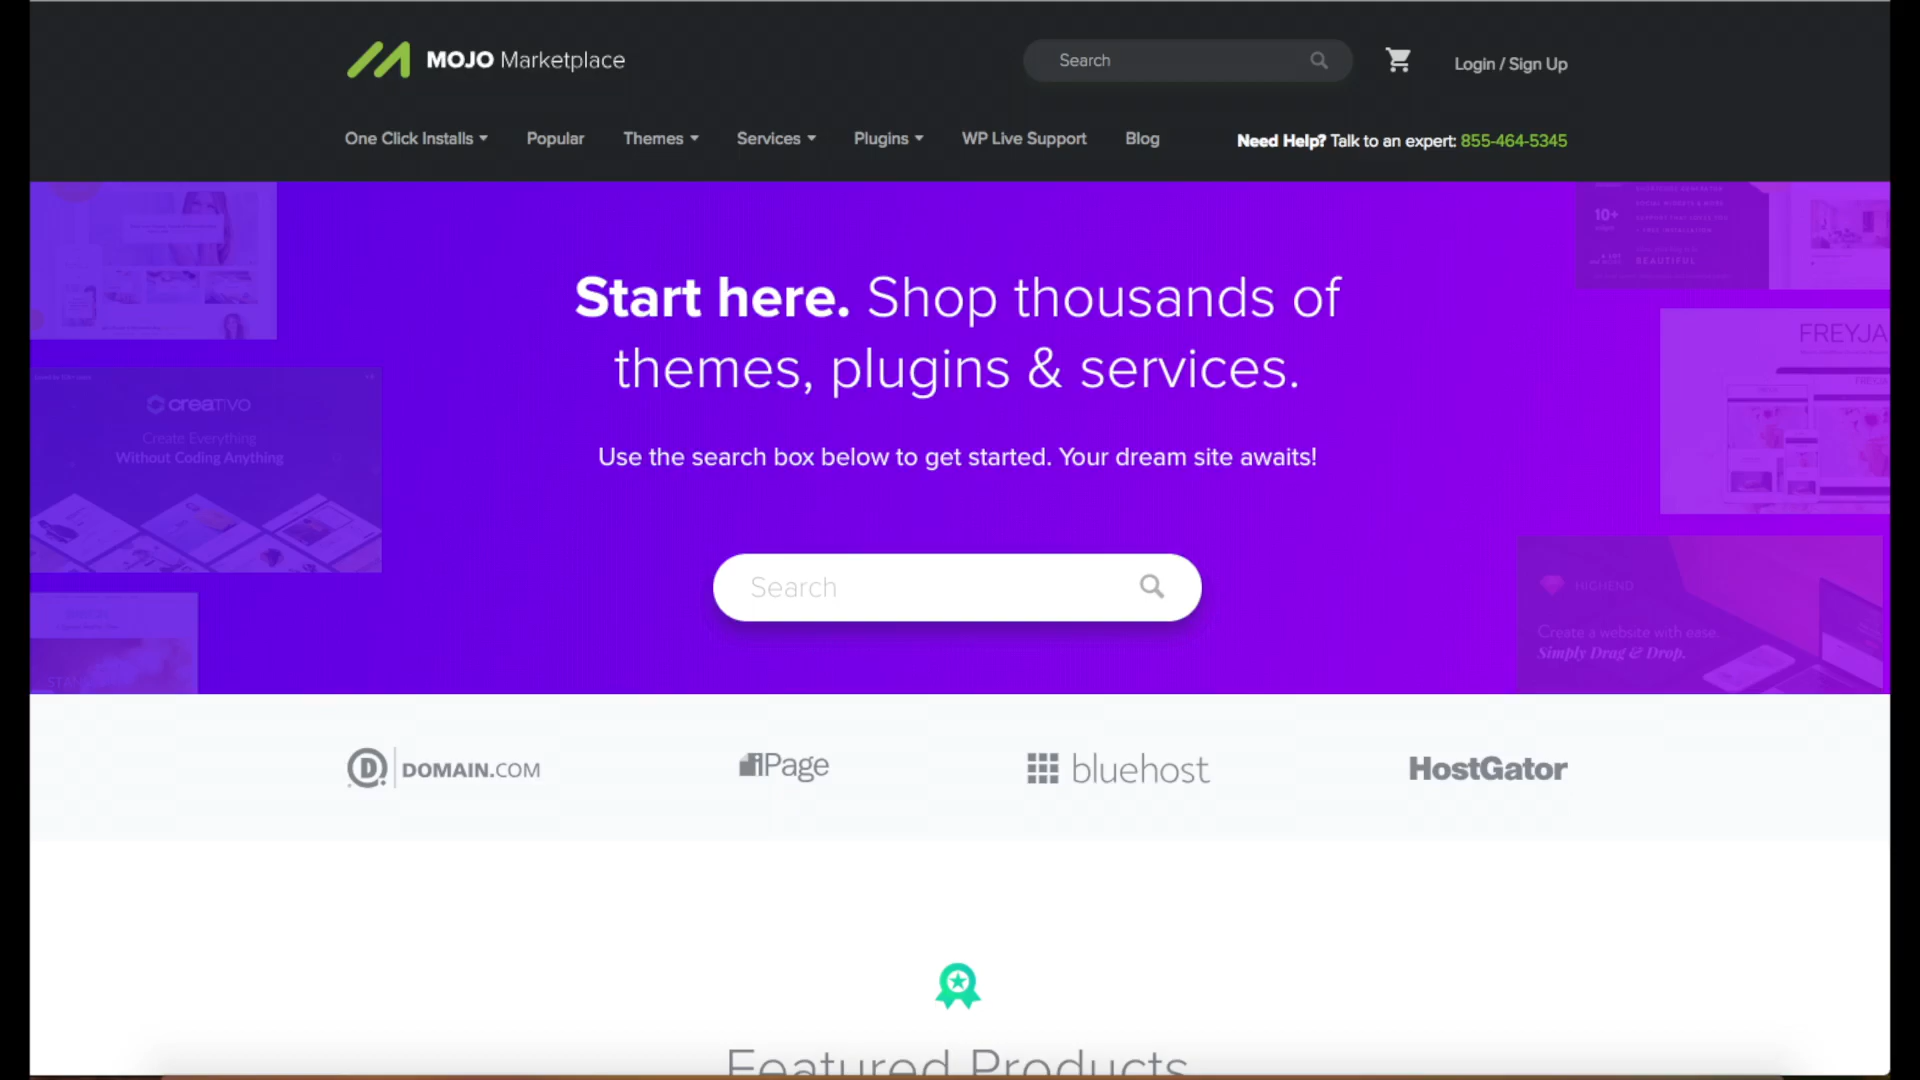 MOJO Marketplace
Search
Login / Sign Up
One Click Installs
Popular
Themes
Services
Plugins
WP Live Support
Blog
Need Help? Talk to an expert: 855-464-5345
Start here. Shop thousands of
themes, plugins & services.
Use the search box below to get started. Your dream site awaits!
Search
creativo
Create Everything
Without Coding Anything
10+
BEAUTIFUL
FREYJA
HIGHEND
Create a website with ease.
Simply Drag & Drop.
DOMAIN.COM
iPage
bluehost
HostGator
Featured Products